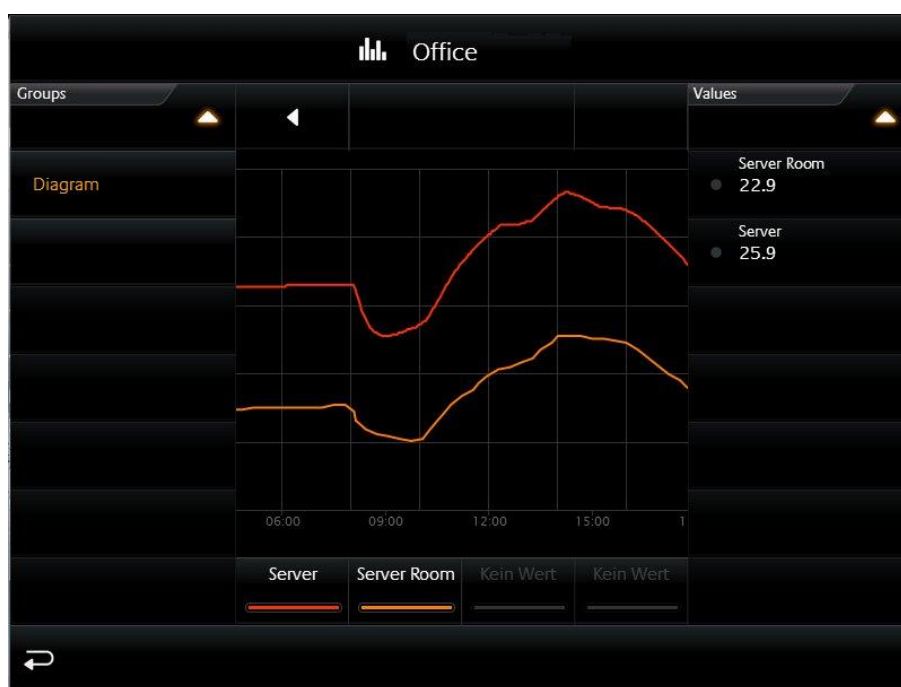 Office
Groups
Values
Diagram
Server Room
22.9
Server
25.9
06:00
09:00
12:00
15:00
1
Server
Server Room
Kein Wert
Kein Wert